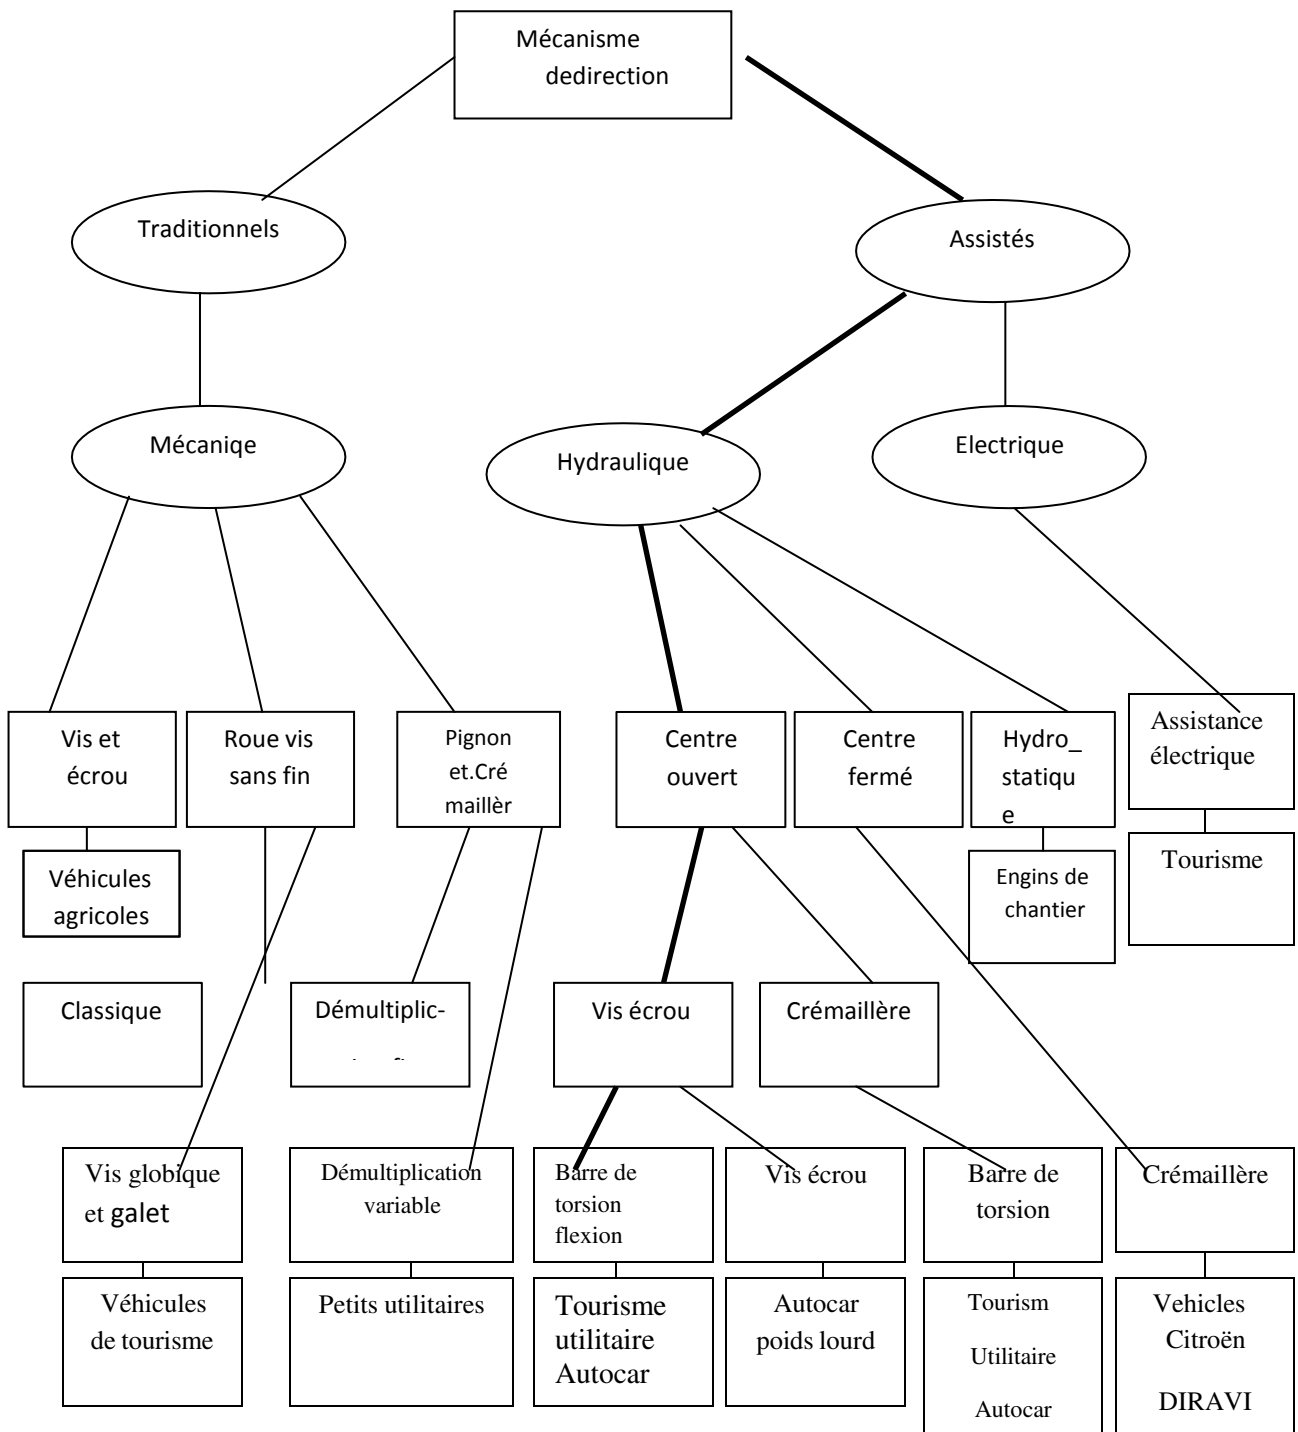 Mécanisme
dedirection
Traditionnels
Assistés
Mécaniqe
Hydraulique
Electrique
Vis et
écrou
Roue vis
sans fin
Pignon
et.Cré
maillèr
Centre
ouvert
Centre
fermé
Hydro_
statiqu
e
Assistance
électrique
Véhicules
agricoles
Engins de
chantier
Tourisme
Classique
Démultiplic-
Vis écrou
Crémaillère
Vis globique
et galet
Démultiplication
variable
Barre de
torsion
flexion
Vis écrou
Barre de
torsion
Crémaillère
Véhicules
de tourisme
Petits utilitaires
Tourisme
utilitaire
Autocar
Autocar
poids lourd
Tourism
Utilitaire
Autocar
Vehicles
Citroën
DIRAVI